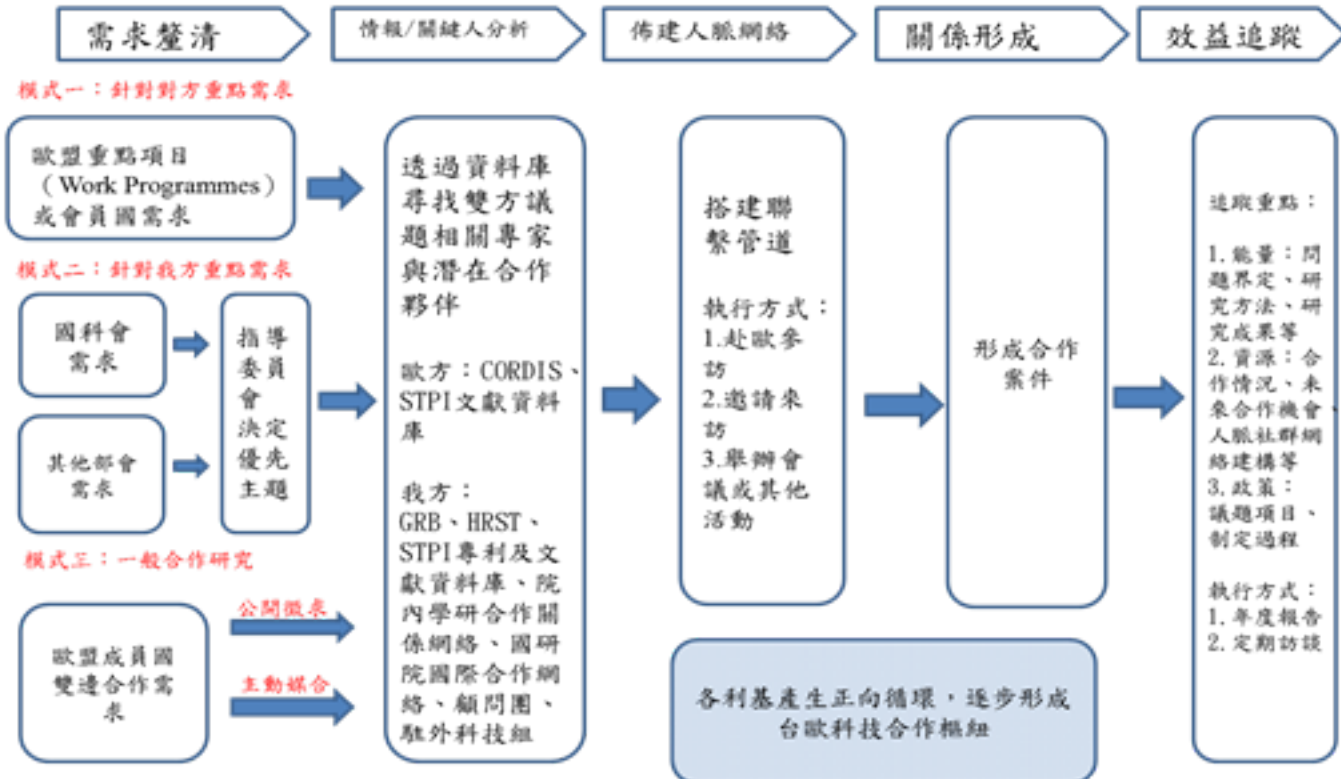 需求釐清
情報/關鍵人分析
佈建人脈網絡
關係形成
效益追蹤
模式一：針對對方重點需求
歐盟重點項目
（Work Programmes）
或會員國需求
模式二：針對我方重點需求
國科會
需求
其他部會
需求
指導
委員
會
決定
優先
主題
模式三：一般合作研究
歐盟成員國
雙邊合作需
求
公開徵求
主動媒合
透過資料庫
尋找雙方議
題相關專家
與潛在合作
夥伴
歐方：CORDIS、
STPI文獻資料
庫
我方：
GRB、HRST、
STPI專利及文
獻資料庫、院
內學研合作關
係網絡、國研
院國際合作網
絡、顧問團、
駐外科技組
搭建聯
繫管道
執行方式：
1.赴歐參
訪
2.邀請來
訪
3.舉辦會
議或其他
活動
形成合作
案件
各利基產生正向循環，逐步形成
台歐科技合作樞紐
追蹤重點：
1.能量：問
題界定、研
究方法、研
究成果等
2.資源：合
作情況、未
來合作機會、
人脈社群網
絡建構等
3.政策：
議題項目、
制定過程
執行方式：
1.年度報告
2.定期訪談